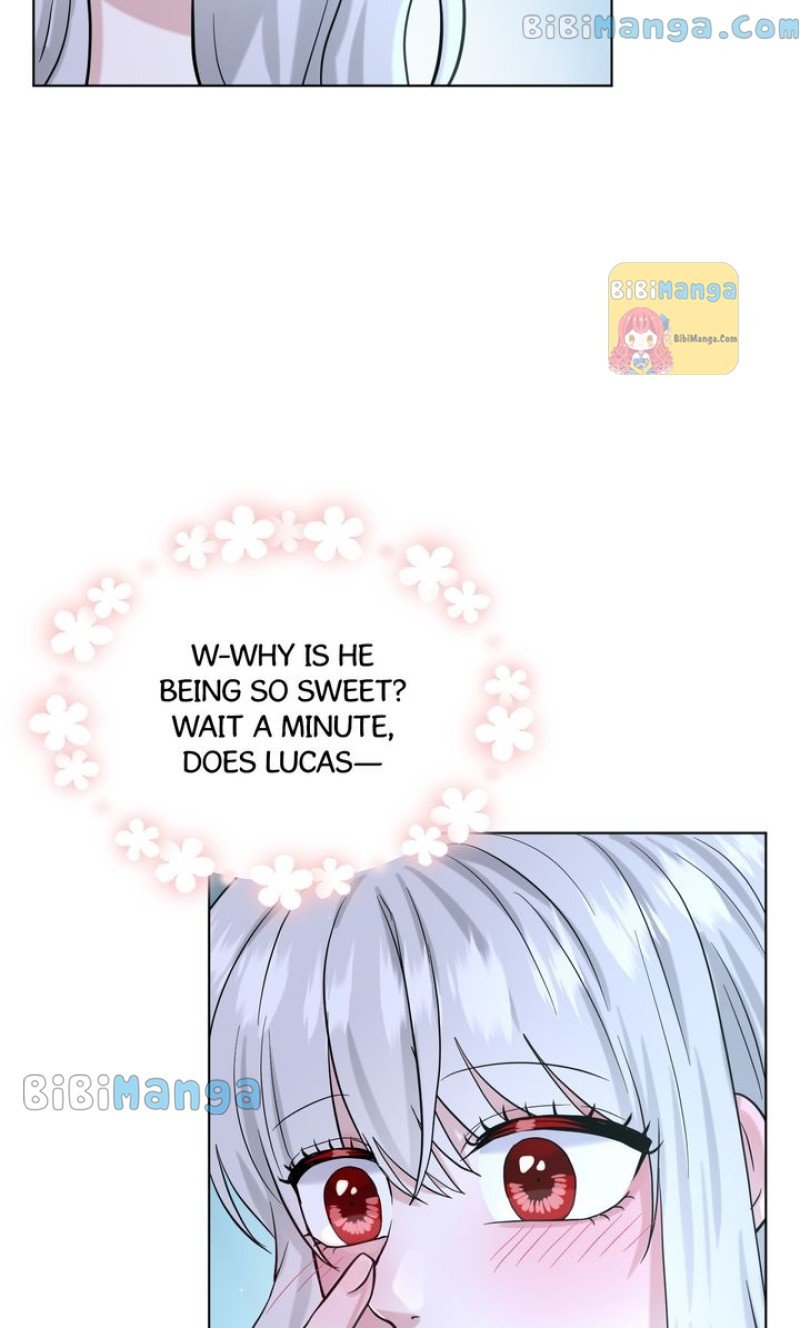 BiBiManga.Com
BiBiManga
BibiManga.Com
W-WHY IS HE
BEING SO SWEET?
WAIT A MINUTE,
DOES LUCAS—
BiBiManga